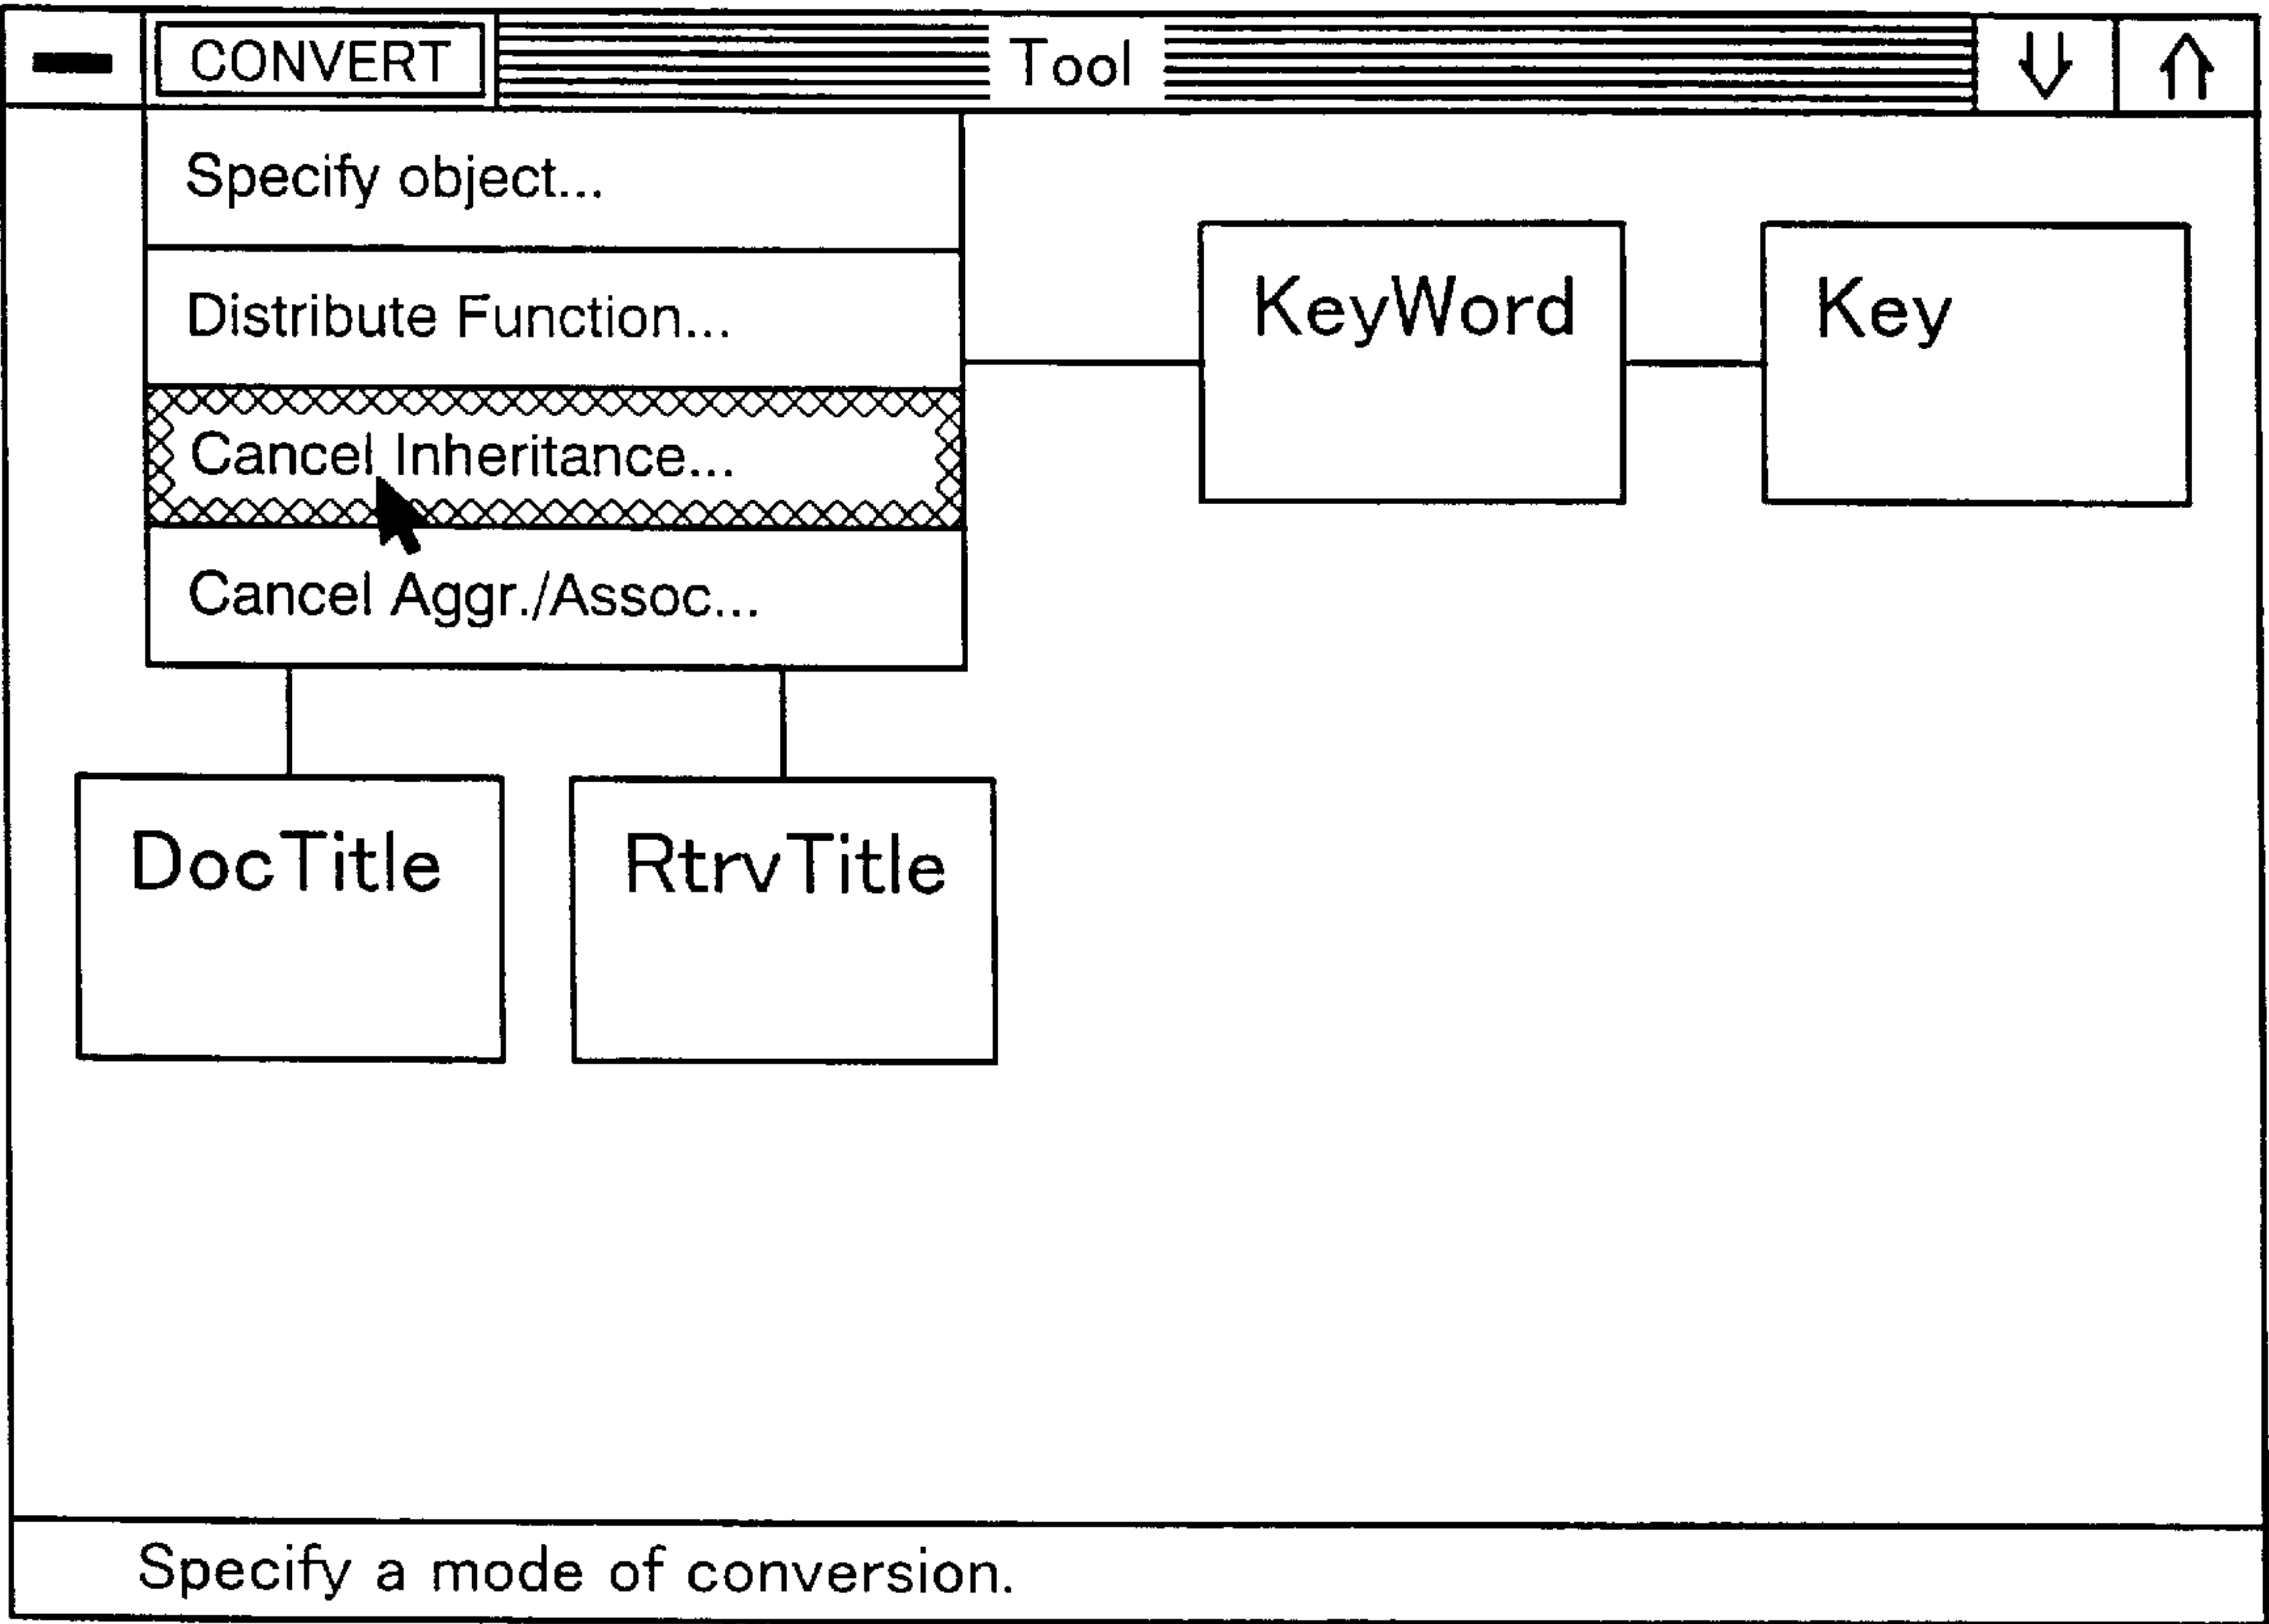 CONVERT
Tool
Specify object...
Distribute Function...
Cancel Inheritance...
Cancel Aggr./Assoc...
KeyWord
Key
DocTitle
RtrvTitle
Specify a mode of conversion.